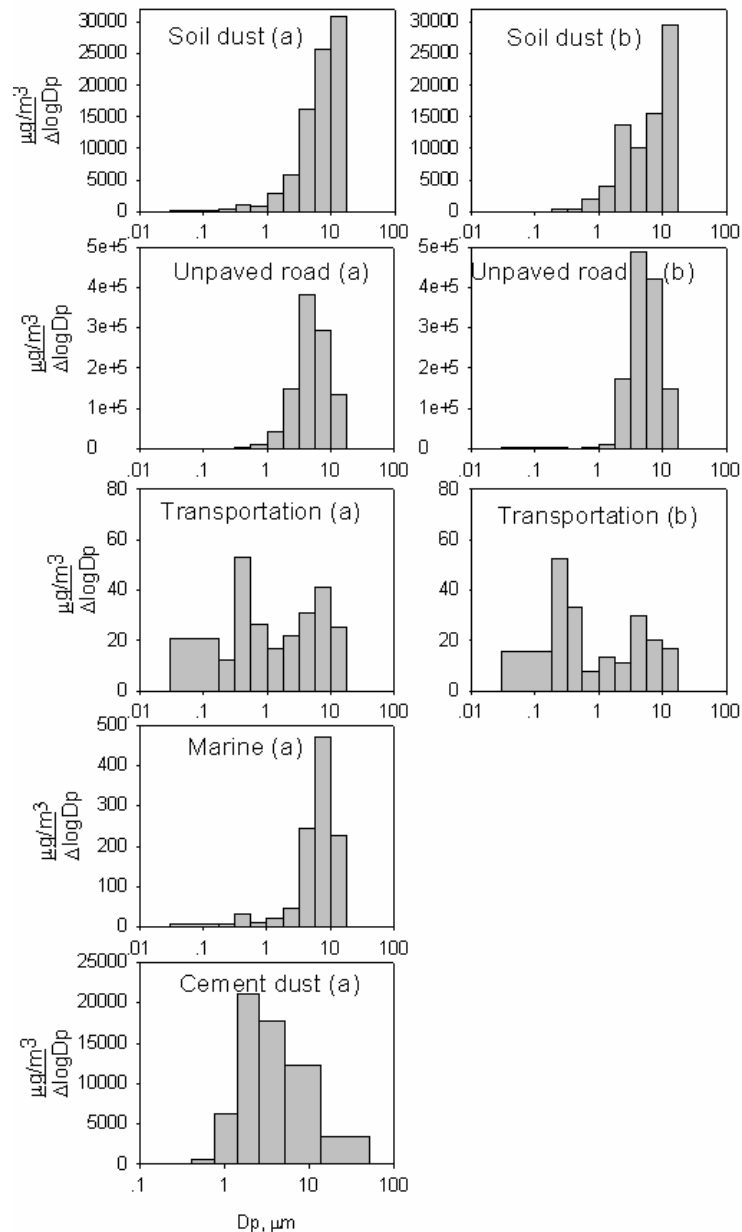 30000
25000
20000
15000
10000
5000
0
Soil dust (a)
µg/m3
ΔlogDp
.01 .1 1 10 100
30000
25000
20000
15000
10000
5000
0
Soil dust (b)
.01 .1 1 10 100
5e+5
4e+5
3e+5
2e+5
1e+5
0
Unpaved road (a)
µg/m3
ΔlogDp
.01 .1 1 10 100
5e+5
4e+5
3e+5
2e+5
1e+5
0
Unpaved road (b)
.01 .1 1 10 100
80
60
40
20
0
Transportation (a)
µg/m3
ΔlogDp
.01 .1 1 10 100
80
60
40
20
0
Transportation (b)
.01 .1 1 10 100
500
400
300
200
100
0
Marine (a)
µg/m3
ΔlogDp
.01 .1 1 10 100
25000
20000
15000
10000
5000
0
Cement dust (a)
µg/m3
ΔlogDp
.1 1 10 100
Dp, µm